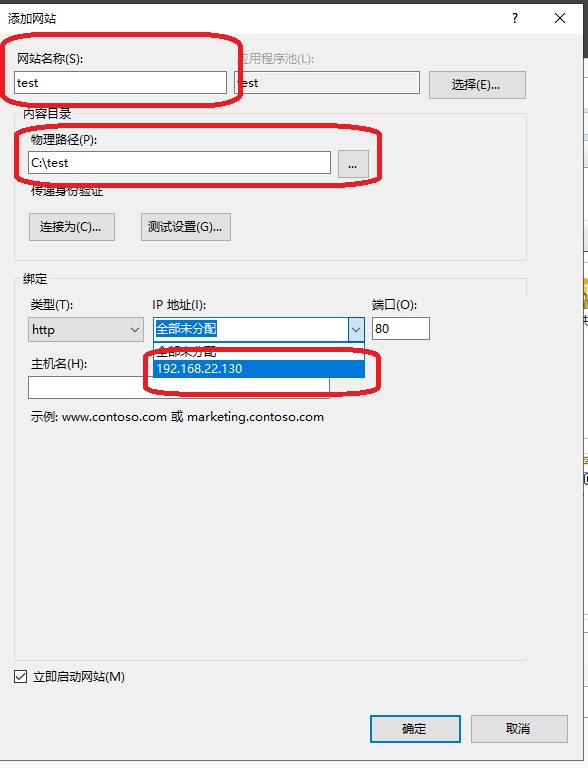 添加网站
?
网站名称(S):
应用程序池(L):
test
test
选择(E)...
内容目录
物理路径(P):
C:\test
...
传递身份验证
连接为(C)...
测试设置(G)...
绑定
类型(T):
IP 地址(I):
端口(O):
http
全部未分配
80
全部未分配
192.168.22.130
主机名(H):
示例: www.contoso.com 或 marketing.contoso.com
立即启动网站(M)
确定
取消